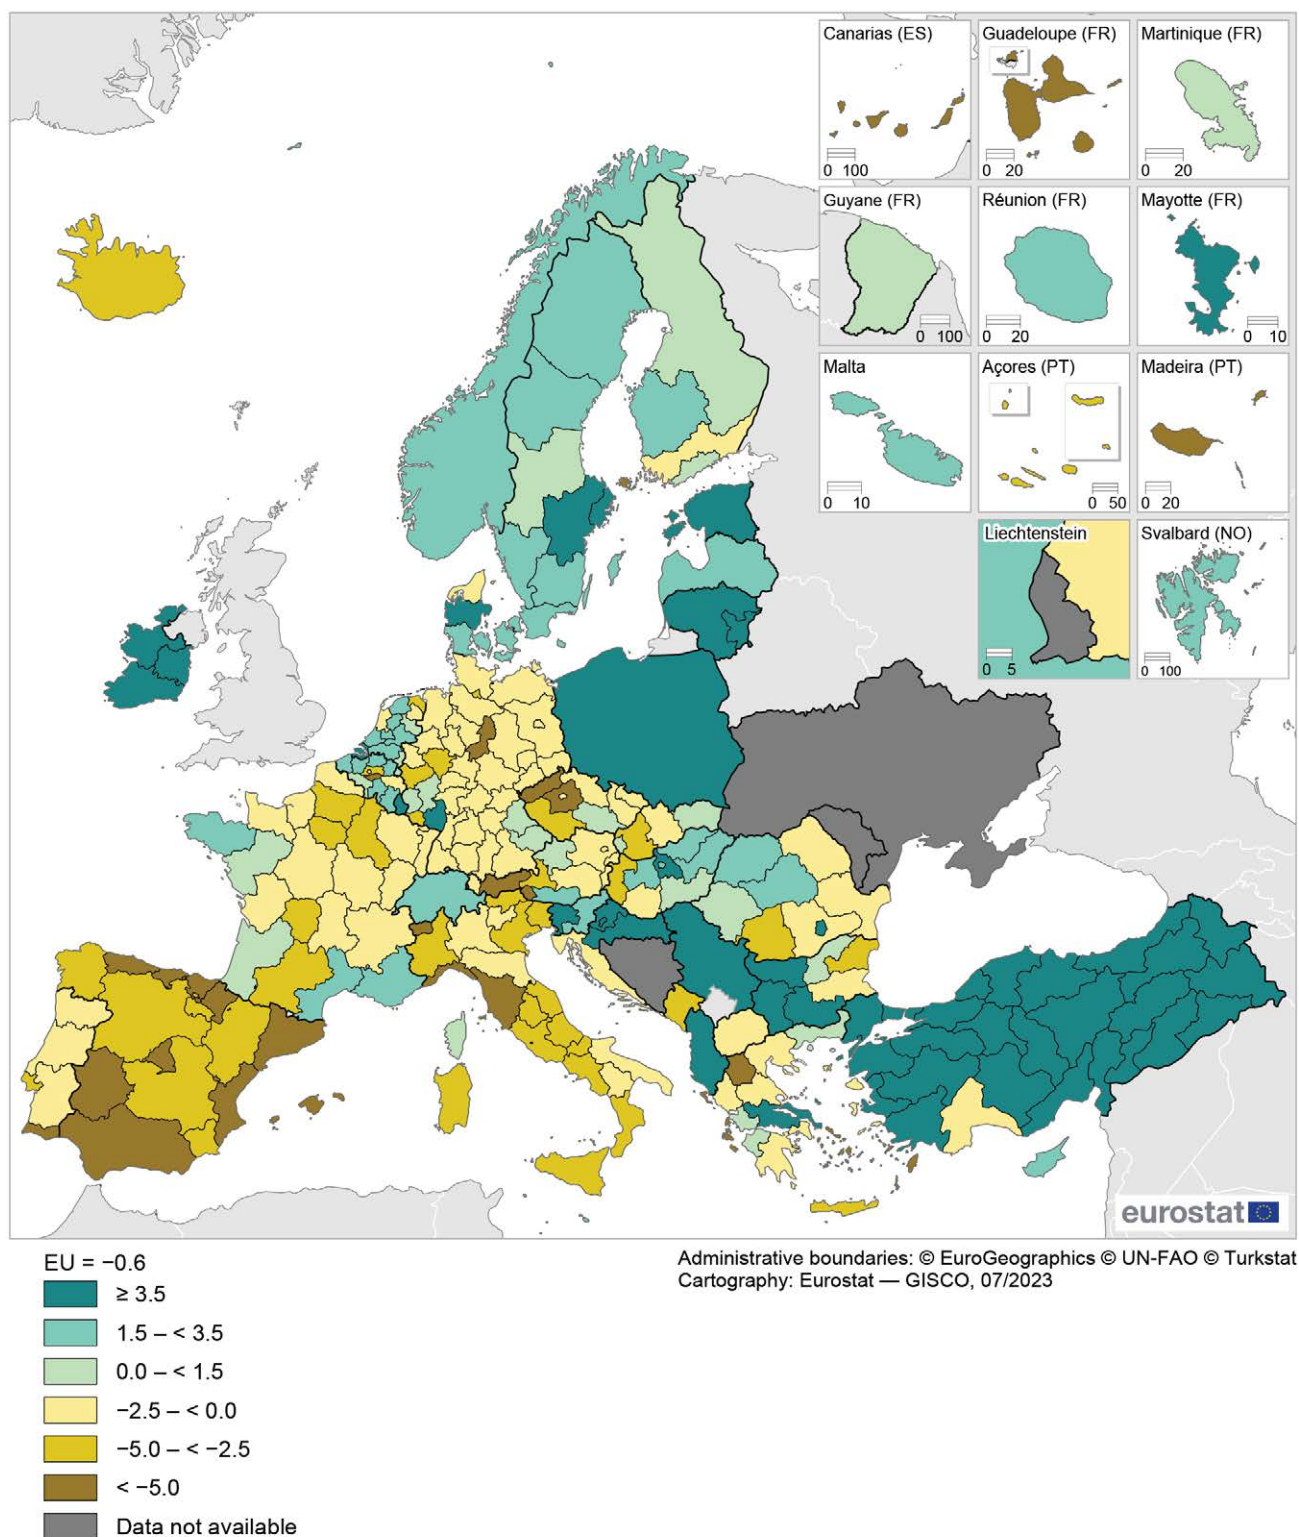 Canarias (ES)
0 100
Guadeloupe (FR)
0 20
Martinique (FR)
0 20
Guyane (FR)
0 100
Réunion (FR)
0 20
Mayotte (FR)
0 10
Malta
0 10
Açores (PT)
0 50
Madeira (PT)
0 20
Liechtenstein
0 5
Svalbard (NO)
0 100
eurostat
EU = −0.6
≥ 3.5
1.5 – < 3.5
0.0 – < 1.5
−2.5 – < 0.0
−5.0 – < −2.5
< −5.0
Data not available
Administrative boundaries: © EuroGeographics © UN-FAO © Turkstat
Cartography: Eurostat — GISCO, 07/2023